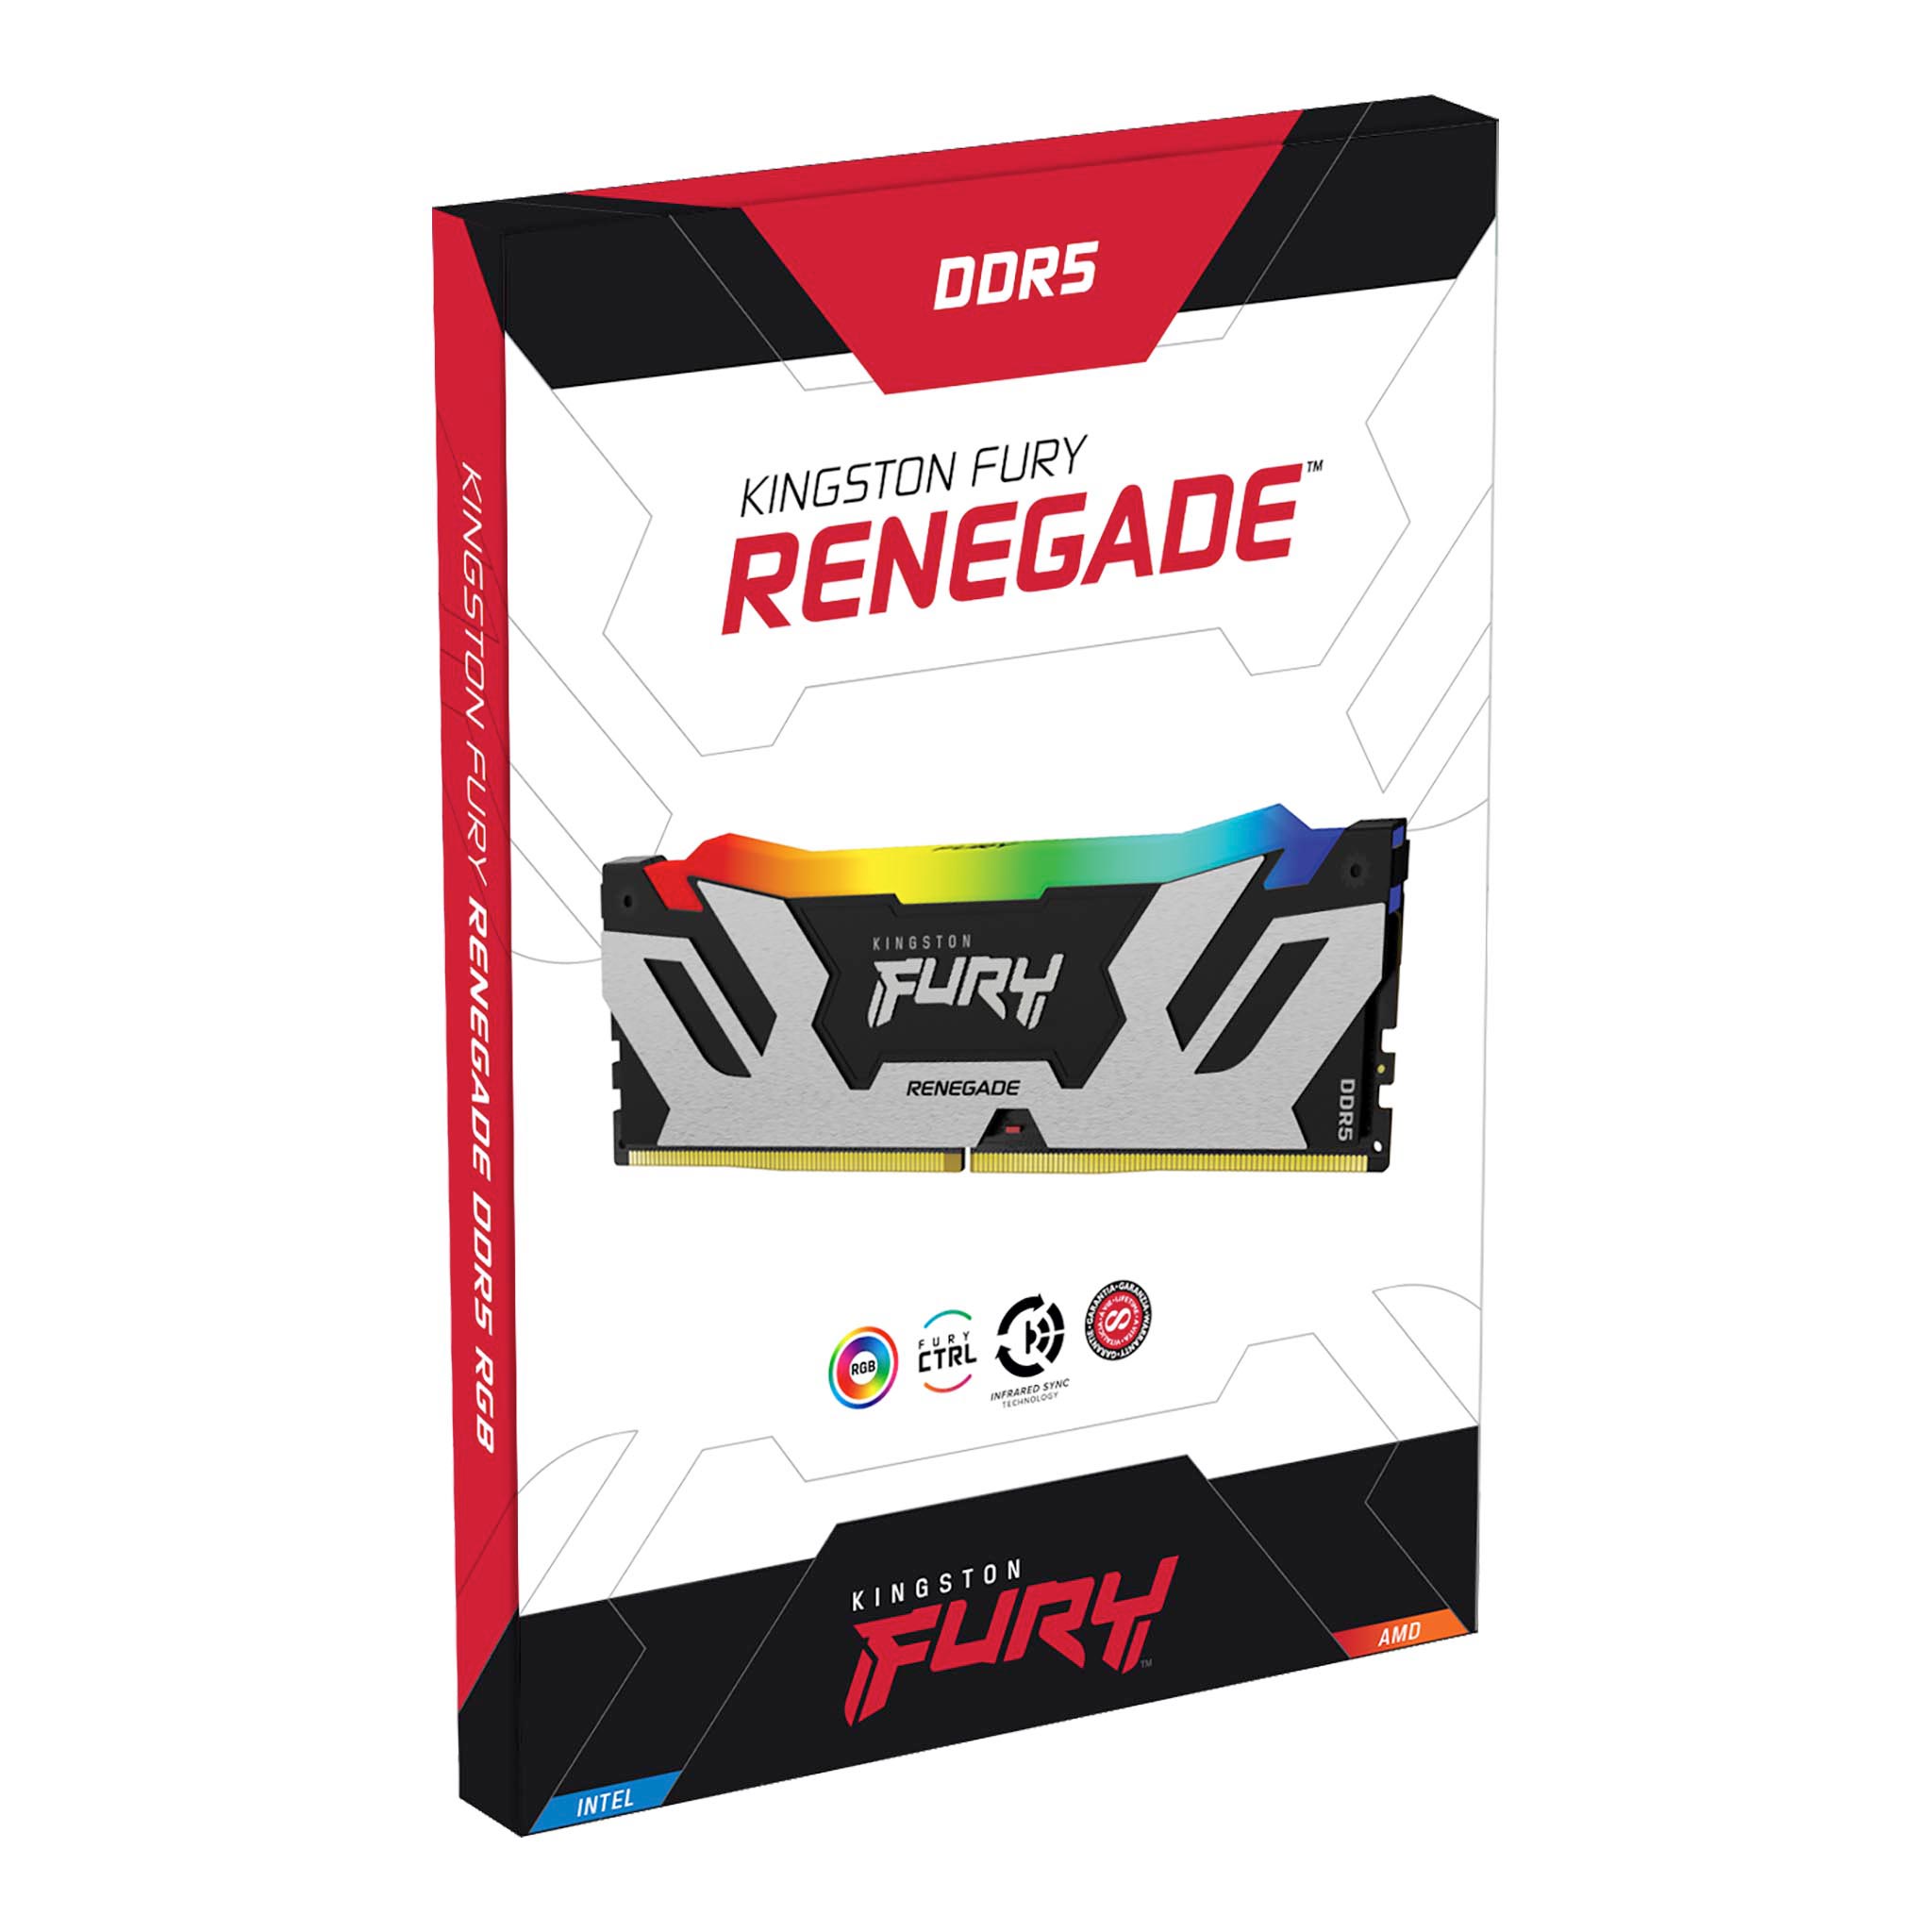 DDR5
KINGSTON FURY
RENEGADE™
KINGSTON FURY RENEGADE DDR5 RGB
FURY
KINGSTON
FURY
RENEGADE
DDR5
RGB
FURY
CTRL
INFRARED SYNC
TECHNOLOGY
KINGSTON
FURY™
INTEL
AMD